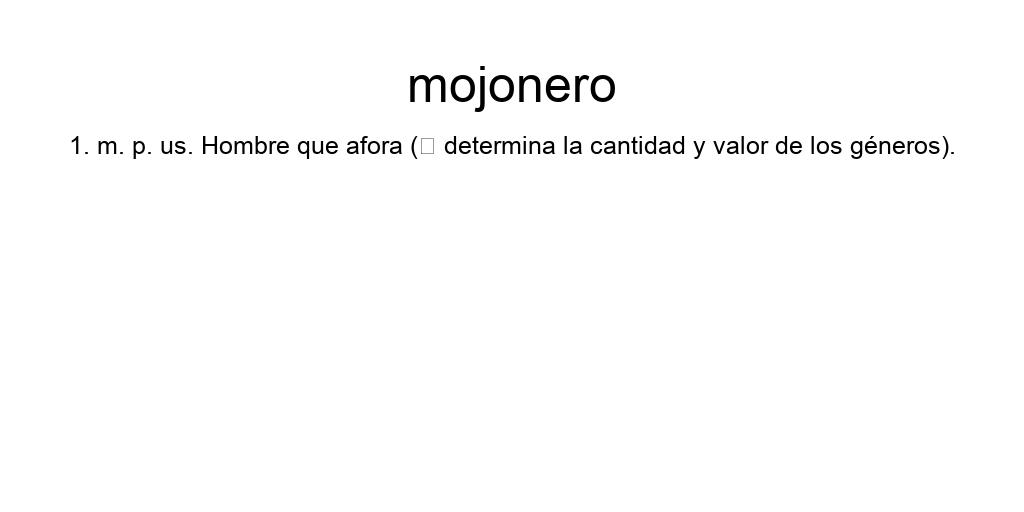 mojonero
1. m. p. us. Hombre que afora (□ determina la cantidad y valor de los géneros).